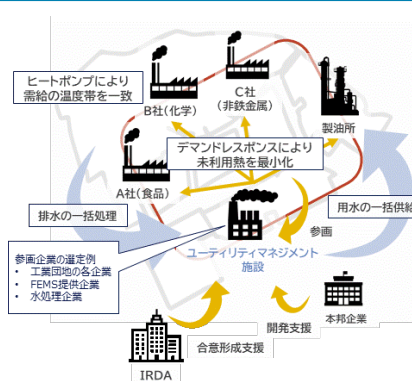 ヒートポンプにより
需給の温度帯を一致
B社(化学)
C社
(非鉄金属)
製油所
デマンドレスポンスにより
未利用熱を最小化
A社(食品)
排水の一括処理
用水の一括供給
参画
ユーティリティマネジメント
施設
参画企業の選定例
• 工業団地の各企業
• FEMS提供企業
• 水処理企業
本邦企業
開発支援
合意形成支援
IRDA